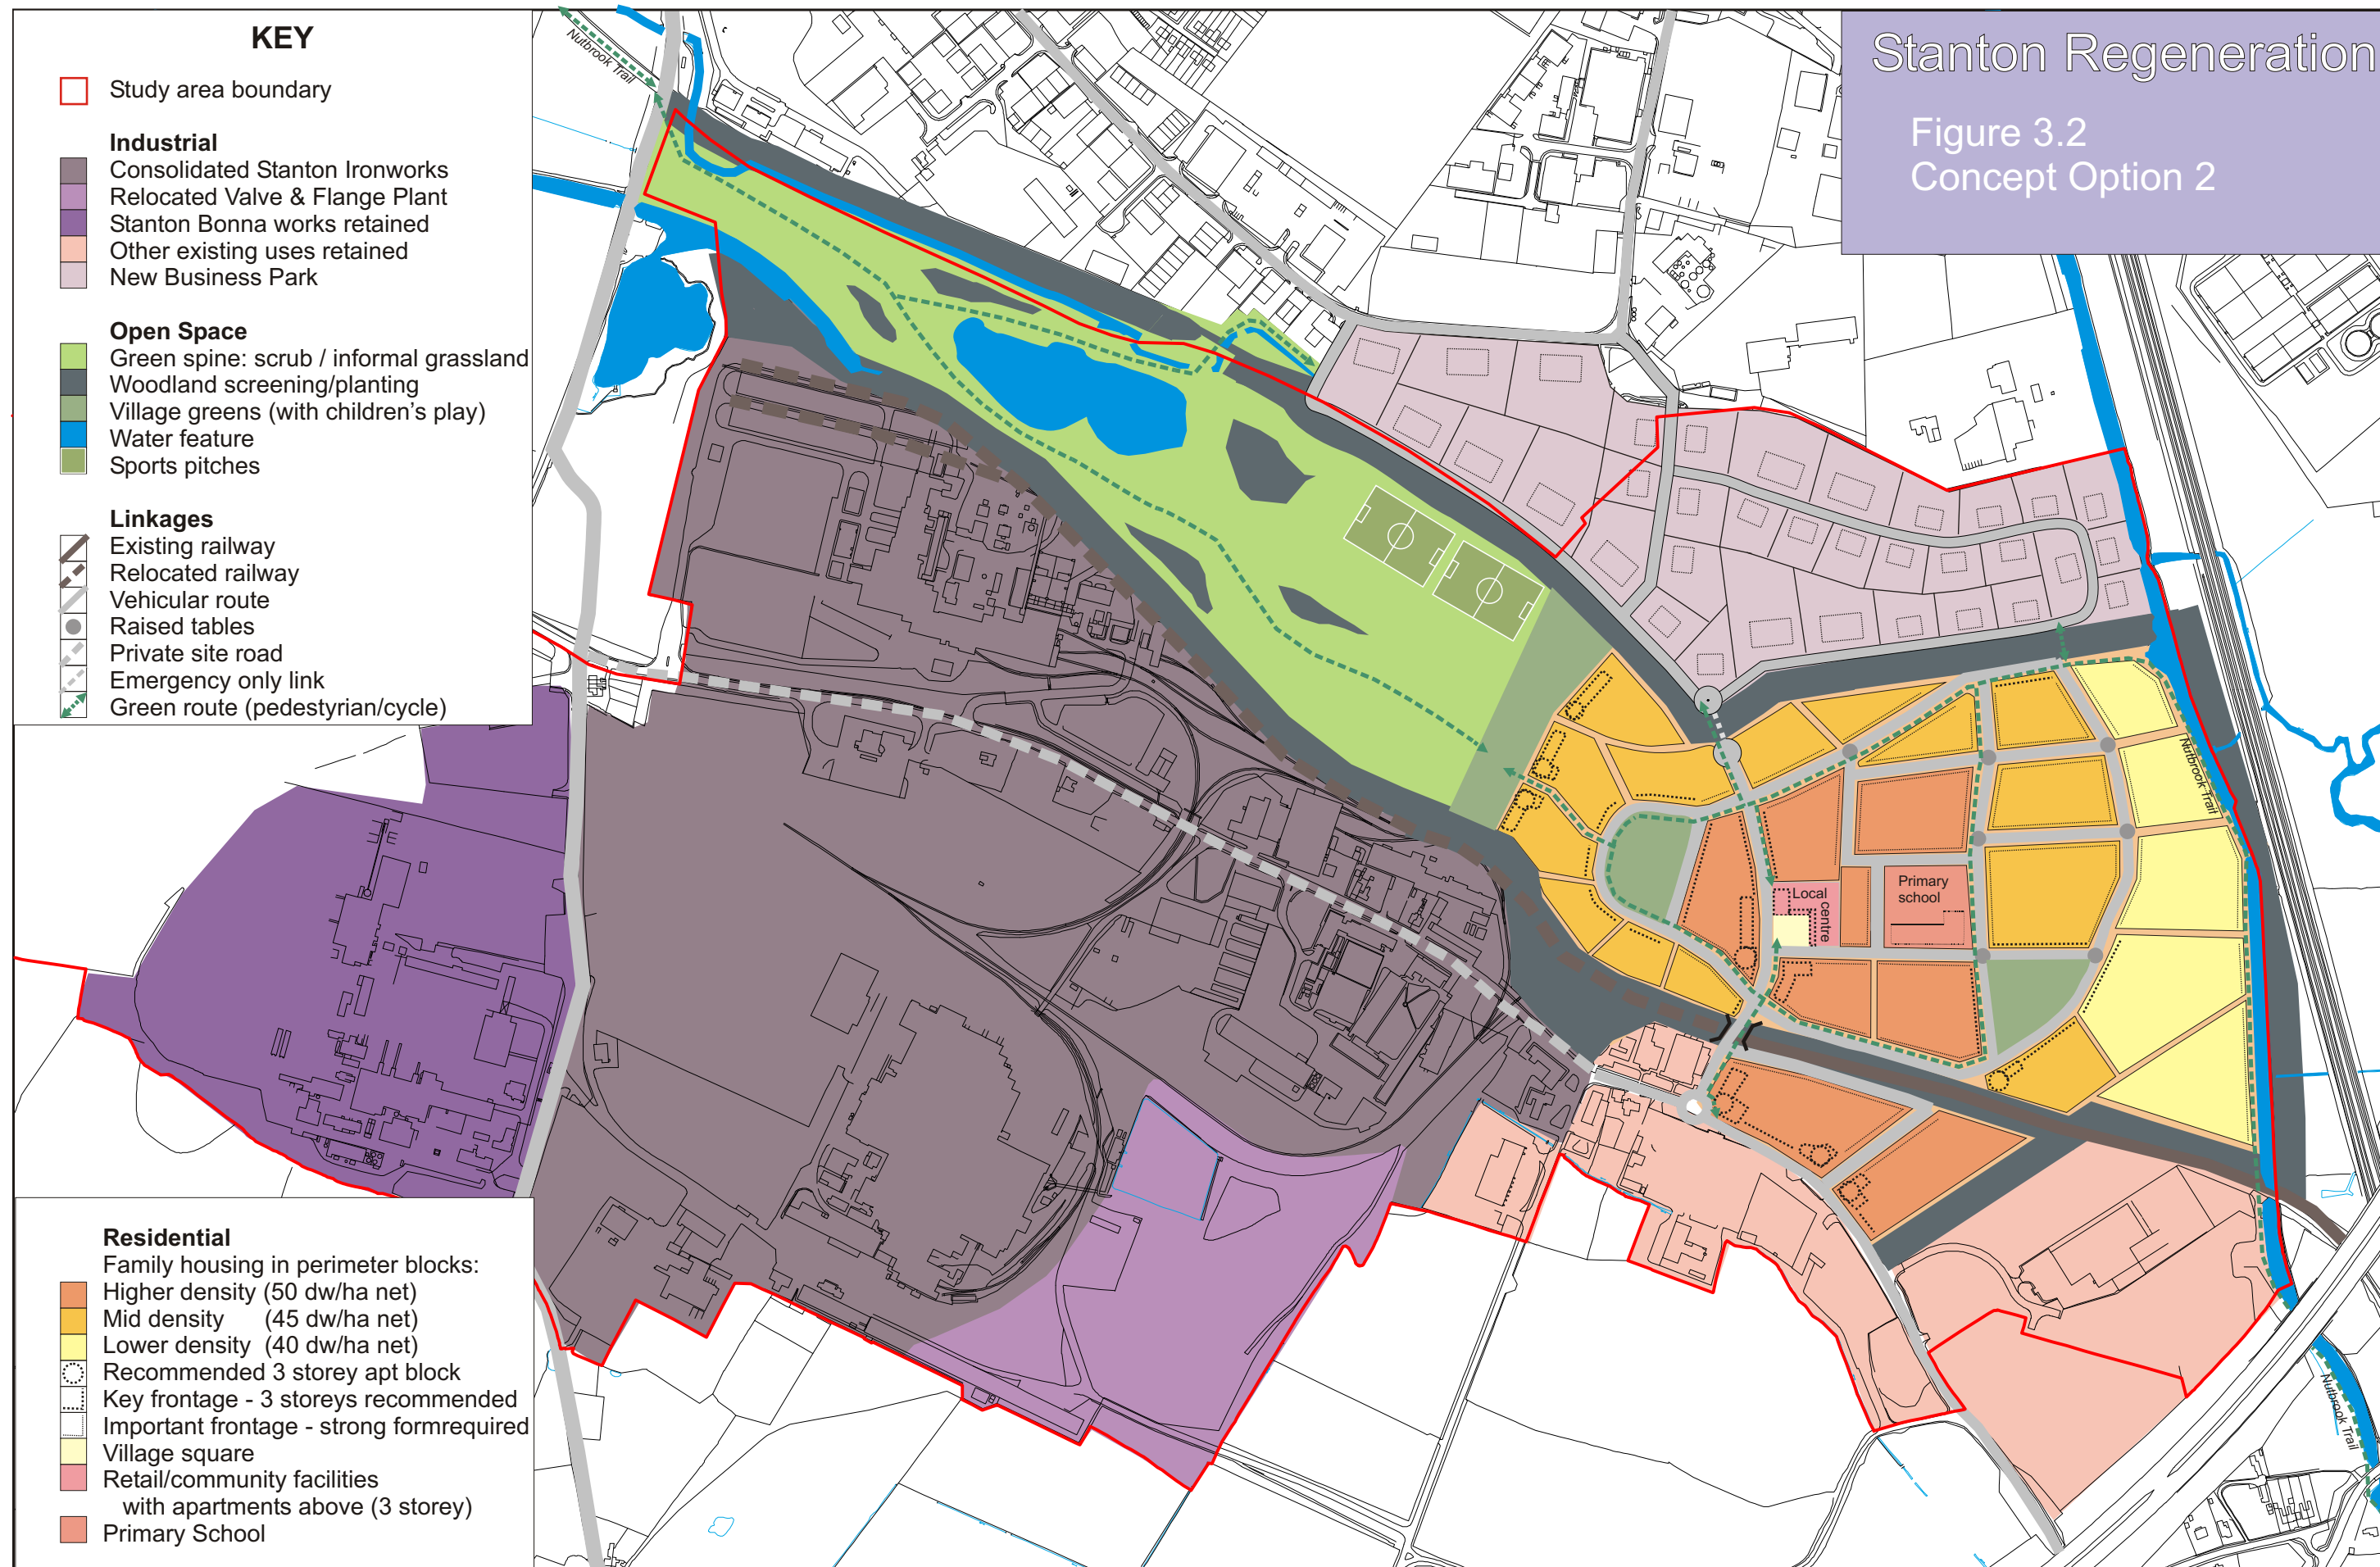 KEY
Study area boundary
Industrial
Consolidated Stanton Ironworks
Relocated Valve & Flange Plant
Stanton Bonna works retained
Other existing uses retained
New Business Park
Open Space
Green spine: scrub / informal grassland
Woodland screening/planting
Village greens (with children's play)
Water feature
Sports pitches
Linkages
Existing railway
Relocated railway
Vehicular route
Raised tables
Private site road
Emergency only link
Green route (pedestyrian/cycle)
Residential
Family housing in perimeter blocks:
Higher density (50 dw/ha net)
Mid density (45 dw/ha net)
Lower density (40 dw/ha net)
Recommended 3 storey apt block
Key frontage - 3 storeys recommended
Important frontage - strong formrequired
Village square
Retail/community facilities
with apartments above (3 storey)
Primary School
Stanton Regeneration
Figure 3.2
Concept Option 2
Nutbrook Trail
Nutbrook Trail
Local
centre
Primary
school
Nutbrook Trail